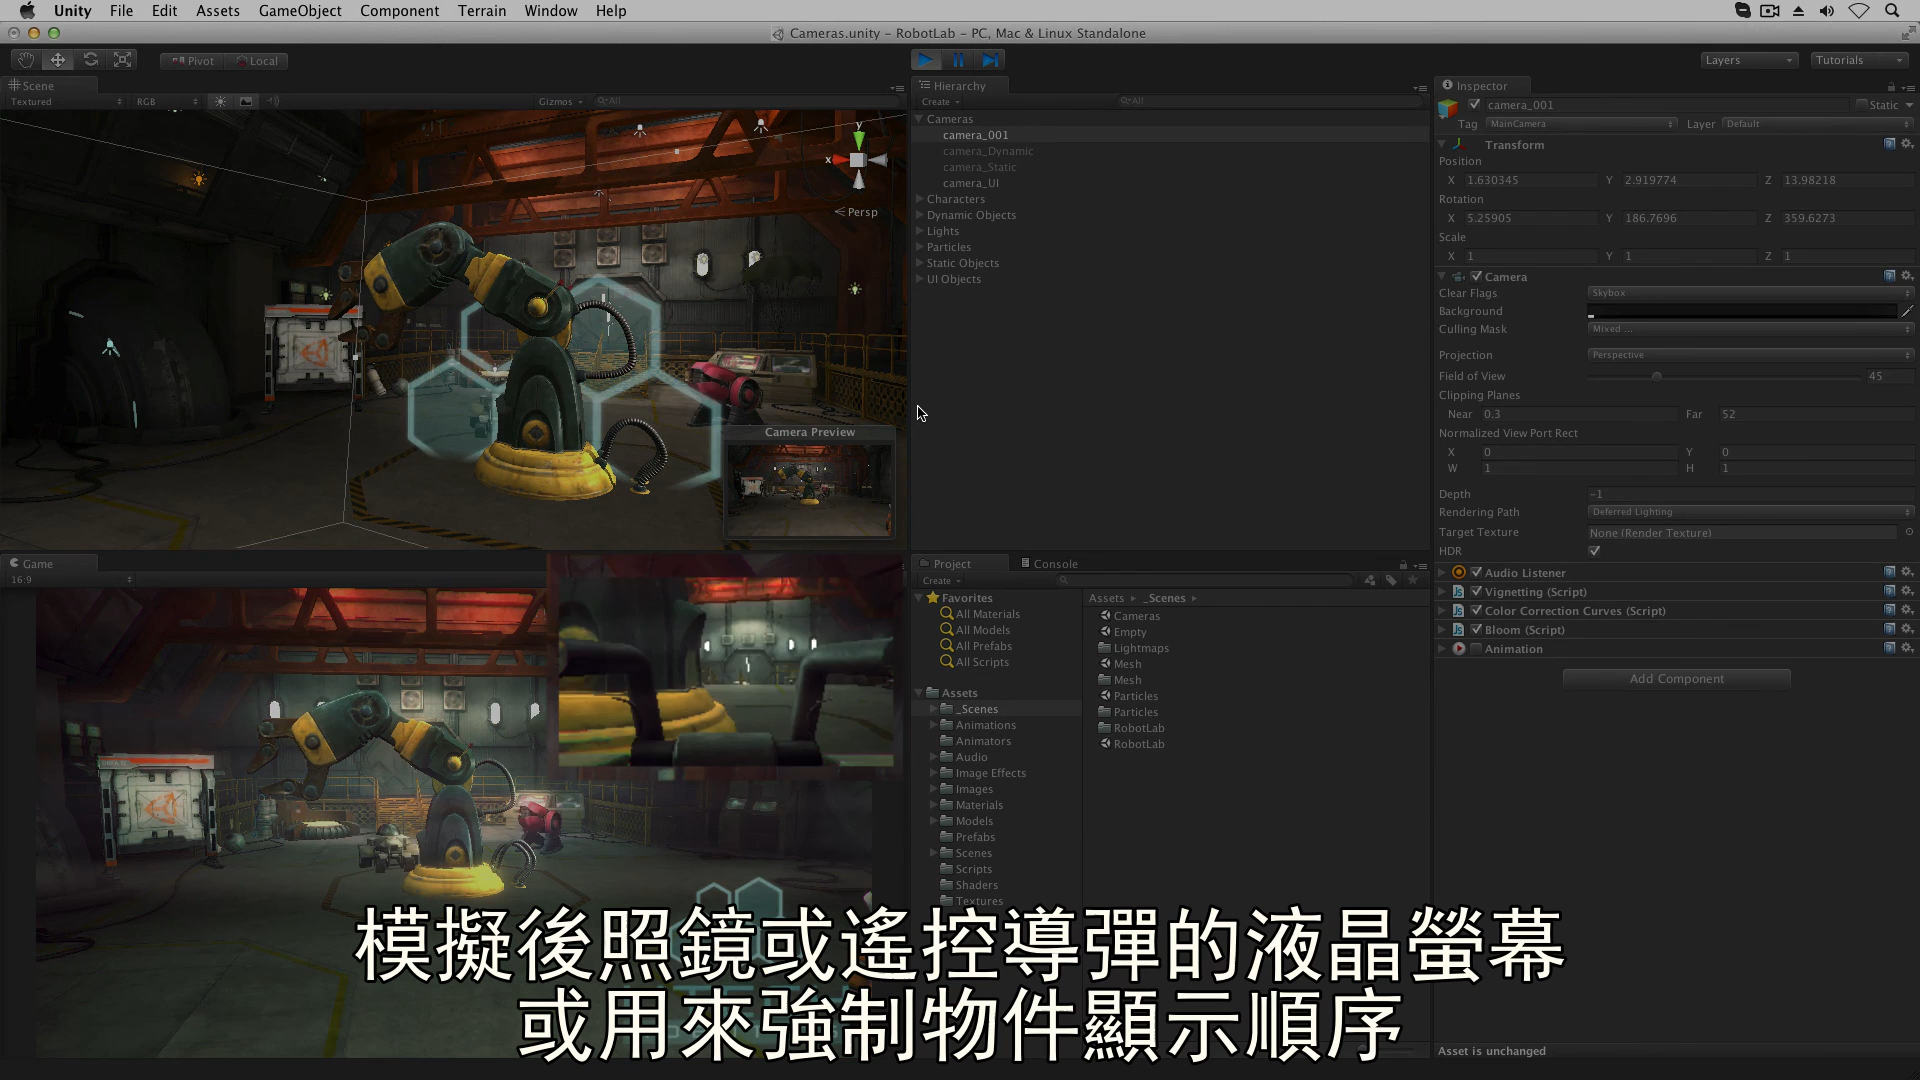 Unity File Edit Assets GameObject Component Terrain Window Help
Cameras.unity - RobotLab - PC, Mac & Linux Standalone
Pivot Local
Layers Tutorials
Scene
Textured RGB Gizmos All
Camera Preview
y
x
Persp
Game
16:9
Hierarchy
Create All
Cameras
camera_001
camera_Dynamic
camera_Static
camera_UI
Characters
Dynamic Objects
Lights
Particles
Static Objects
UI Objects
Project Console
Create
Favorites
All Materials
All Models
All Prefabs
All Scripts
Assets
_Scenes
Animations
Animators
Audio
Image Effects
Images
Materials
Models
Prefabs
Scenes
Scripts
Shaders
Textures
Assets _Scenes
Cameras
Empty
Lightmaps
Mesh
Mesh
Particles
Particles
RobotLab
RobotLab
Inspector
camera_001 Static
Tag MainCamera Layer Default
Transform
Position
X 1.630345 Y 2.919774 Z 13.98218
Rotation
X 5.25905 Y 186.7696 Z 359.6273
Scale
X 1 Y 1 Z 1
Camera
Clear Flags Skybox
Background
Culling Mask Mixed ...
Projection Perspective
Field of View 45
Clipping Planes
Near 0.3 Far 52
Normalized View Port Rect
X 0 Y 0
W 1 H 1
Depth -1
Rendering Path Deferred Lighting
Target Texture None (Render Texture)
HDR
Audio Listener
Vignetting (Script)
Color Correction Curves (Script)
Bloom (Script)
Animation
Add Component
模擬後照鏡或遙控導彈的液晶螢幕
或用來強制物件顯示順序
Asset is unchanged